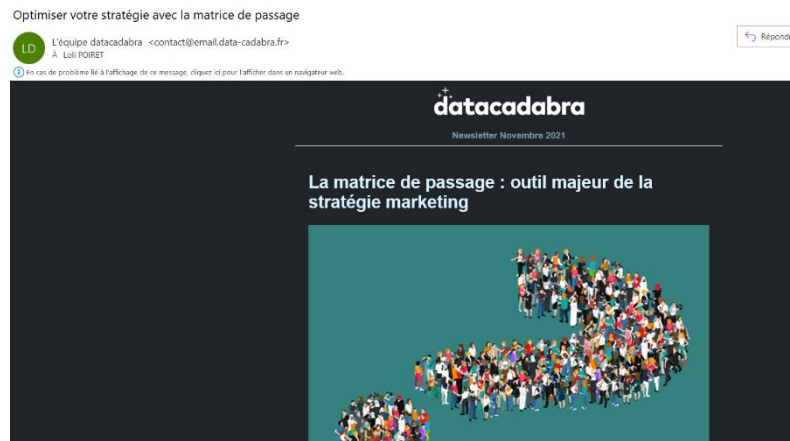 Optimiser votre stratégie avec la matrice de passage
LD
L'équipe datacadabra <contact@email.data-cadabra.fr>
À Loli POIRET
Répondre
En cas de problème lié à l'affichage de ce message, cliquez ici pour l'afficher dans un navigateur web.
datacadabra
Newsletter Novembre 2021
La matrice de passage : outil majeur de la
stratégie marketing